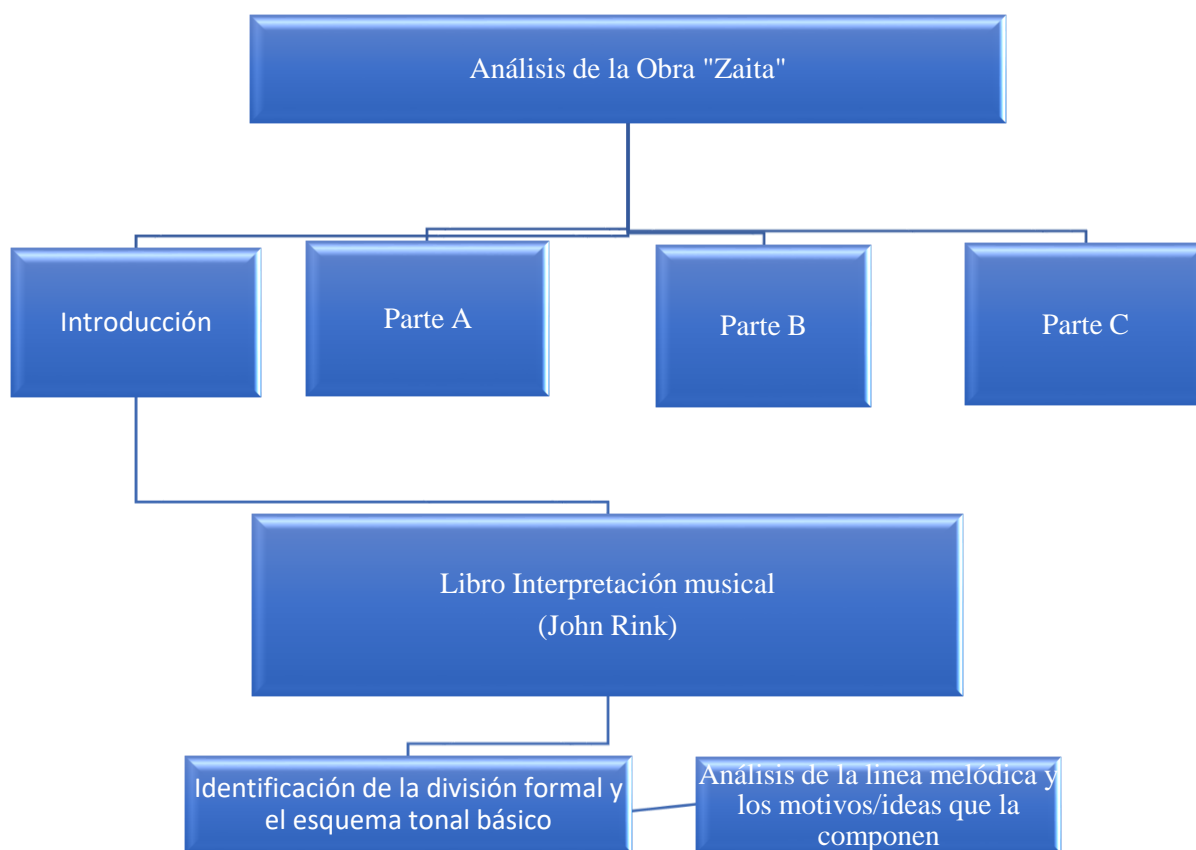 Análisis de la Obra "Zaita"
Introducción
Parte A
Parte B
Parte C
Libro Interpretación musical
(John Rink)
Identificación de la división formal y
el esquema tonal básico
Análisis de la linea melódica y
los motivos/ideas que la
componen